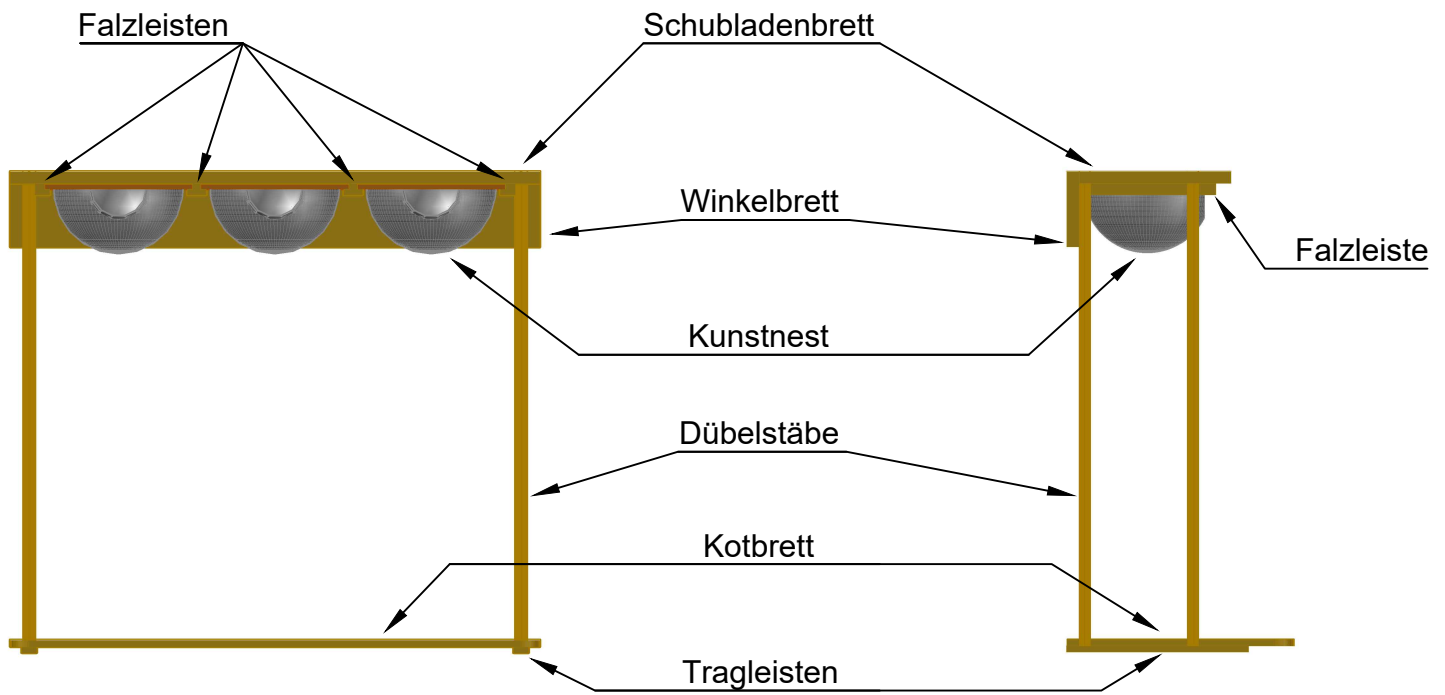 Falzleisten
Schubladenbrett
Winkelbrett
Falzleiste
Kunstnest
Dübelstäbe
Kotbrett
Tragleisten